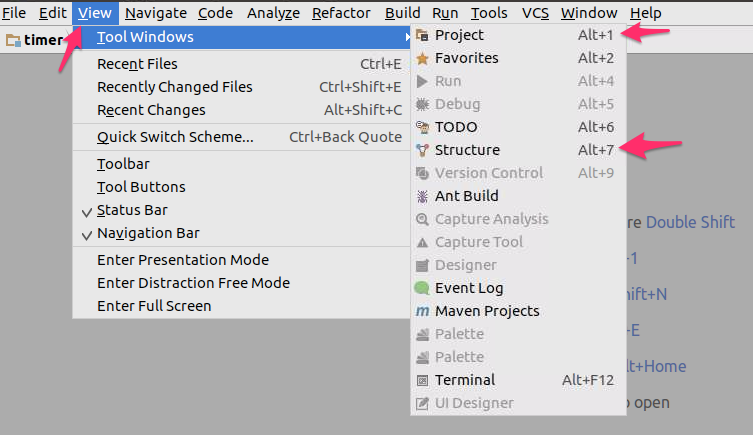 File Edit View Navigate Code Analyze Refactor Build Run Tools VCS Window Help
timer
Tool Windows
Recent Files Ctrl+E
Recently Changed Files Ctrl+Shift+E
Recent Changes Alt+Shift+C
Quick Switch Scheme... Ctrl+Back Quote
Toolbar
Tool Buttons
Status Bar
Navigation Bar
Enter Presentation Mode
Enter Distraction Free Mode
Enter Full Screen
Project Alt+1
Favorites Alt+2
Run Alt+4
Debug Alt+5
TODO Alt+6
Structure Alt+7
Version Control Alt+9
Ant Build
Capture Analysis
Capture Tool
Designer
Event Log
Maven Projects
Palette
Palette
Terminal Alt+F12
UI Designer
re Double Shift
+1
hift+N
+E
lt+Home
o open